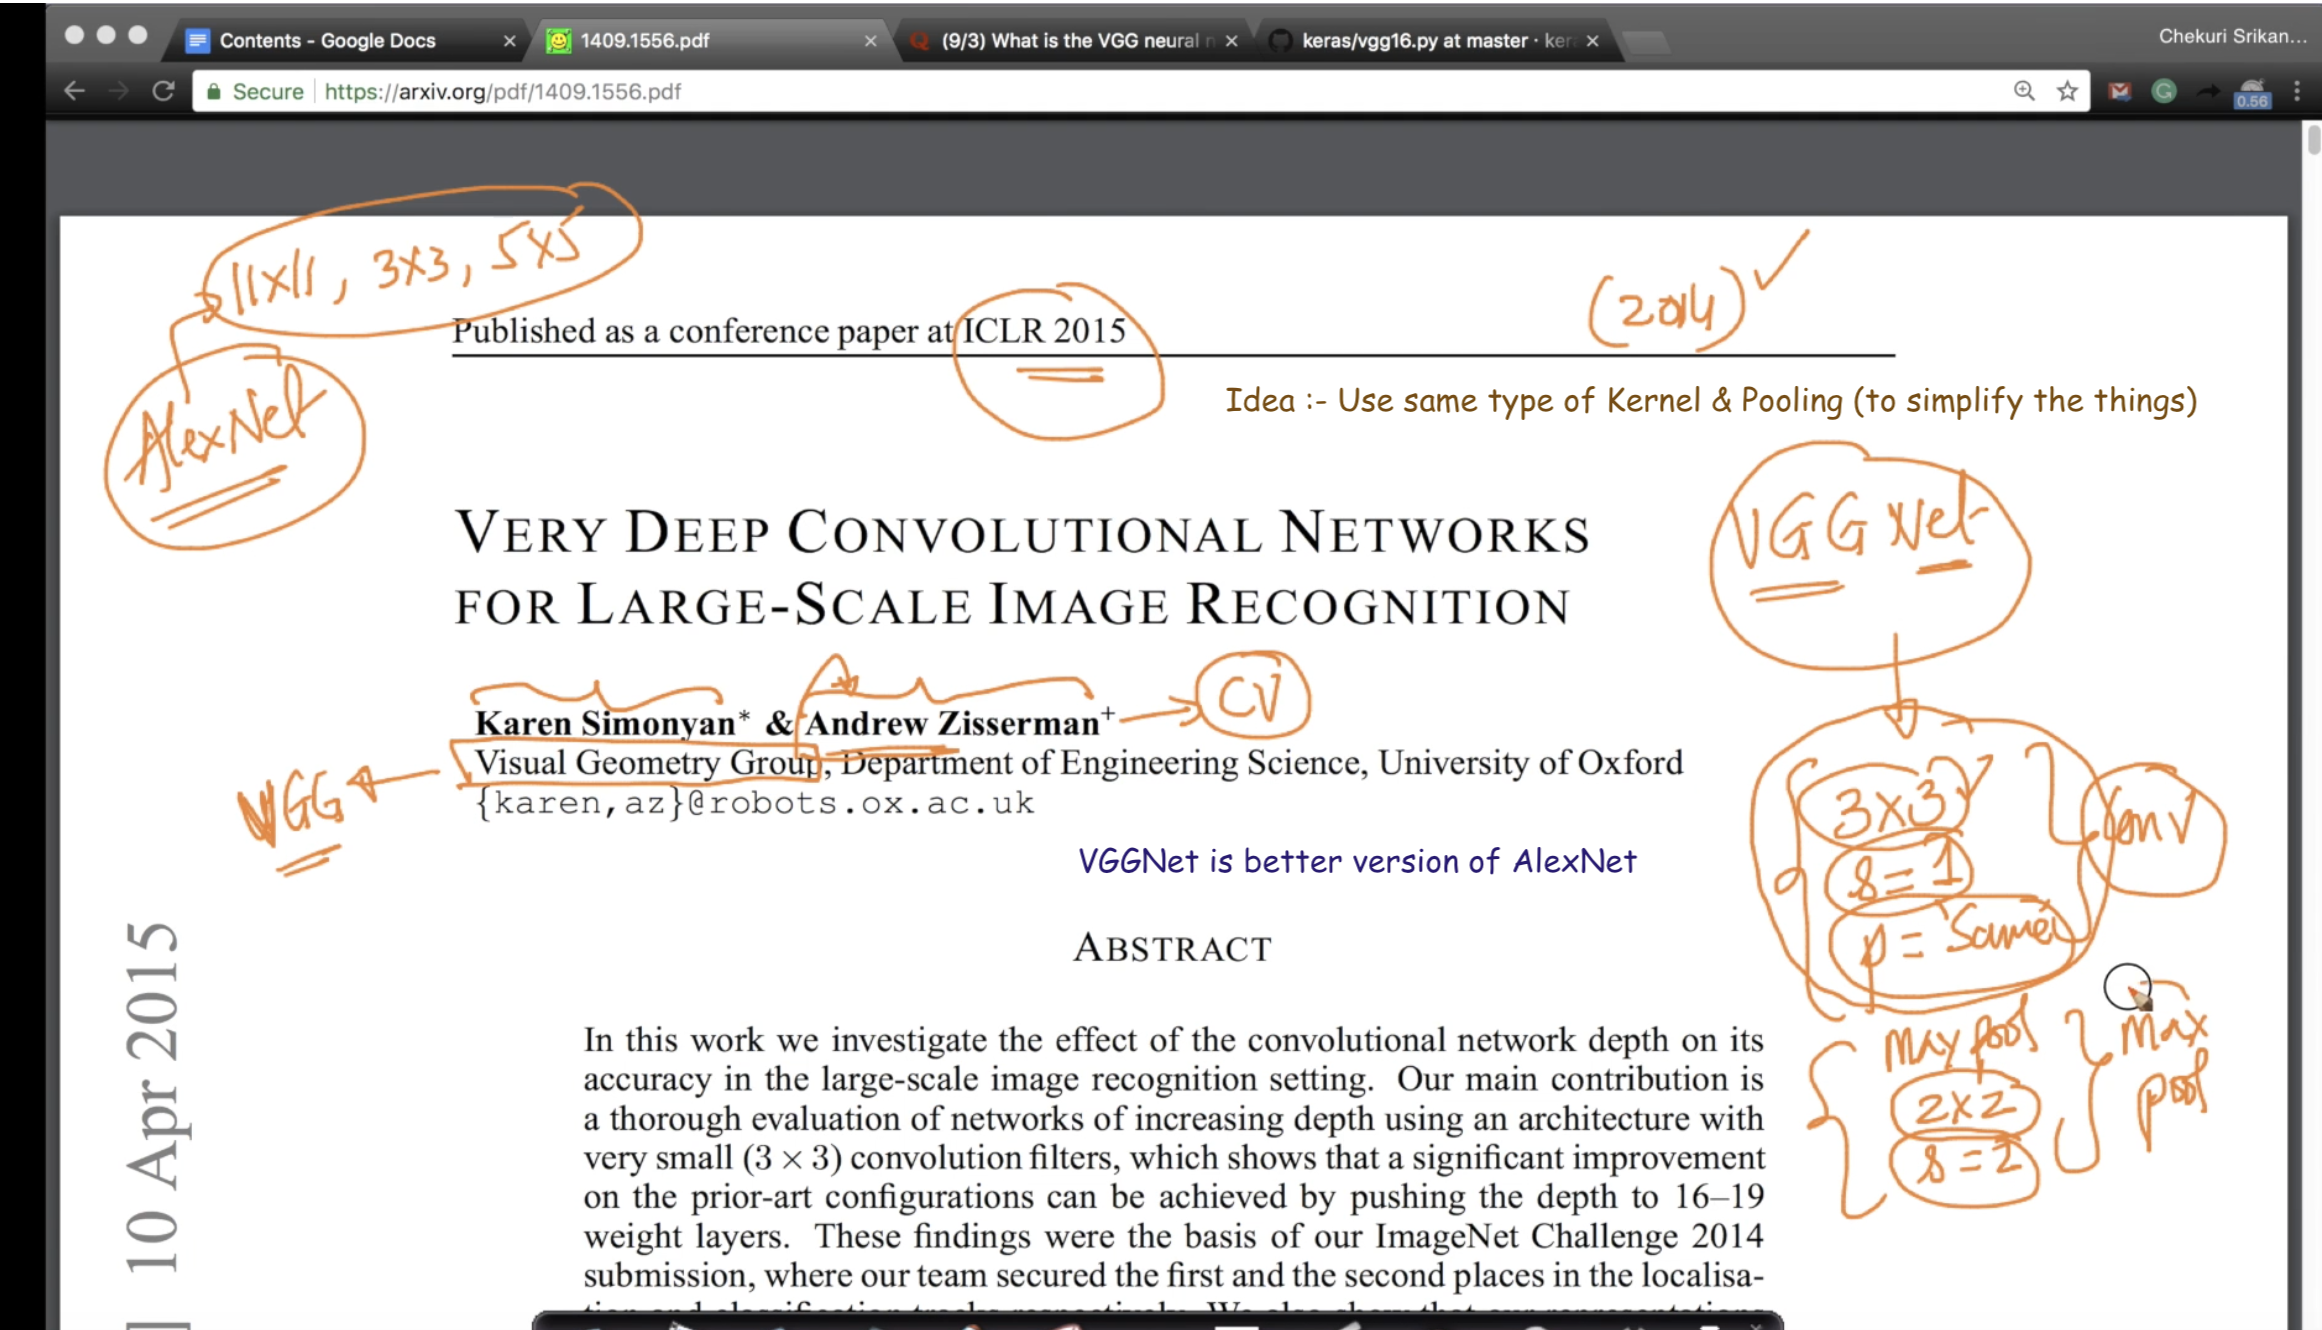 Contents - Google Docs
1409.1556.pdf
(9/3) What is the VGG neural n
keras/vgg16.py at master · ker
Chekuri Srikan...
Secure
https://arxiv.org/pdf/1409.1556.pdf
0.56
11x11, 3x3, 5x5
(2014)
Published as a conference paper at ICLR 2015
AlexNet
Idea :- Use same type of Kernel & Pooling (to simplify the things)
VERY DEEP CONVOLUTIONAL NETWORKS
FOR LARGE-SCALE IMAGE RECOGNITION
VGG Net
Karen Simonyan* & Andrew Zisserman+
CV
Visual Geometry Group, Department of Engineering Science, University of Oxford
{karen,az}@robots.ox.ac.uk
VGG
3x3
Conv
s=1
p = Same
VGGNet is better version of AlexNet
ABSTRACT
In this work we investigate the effect of the convolutional network depth on its
accuracy in the large-scale image recognition setting. Our main contribution is
a thorough evaluation of networks of increasing depth using an architecture with
very small (3 × 3) convolution filters, which shows that a significant improvement
on the prior-art configurations can be achieved by pushing the depth to 16–19
weight layers. These findings were the basis of our ImageNet Challenge 2014
submission, where our team secured the first and the second places in the localisa-
max pool
2x2
s=2
max
pool
10 Apr 2015